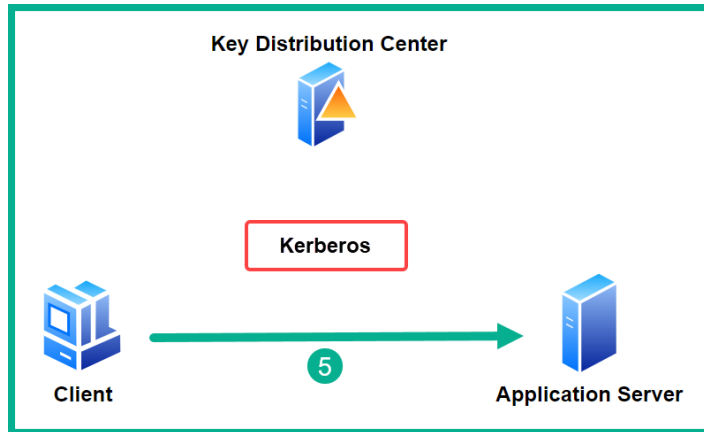 Key Distribution Center
Kerberos
5
Client
Application Server